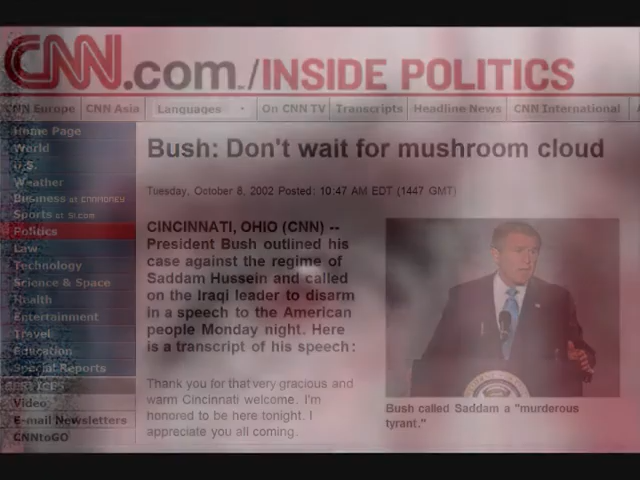 CNN.com./INSIDE POLITICS
CNN Europe CNN Asia Languages On CNN TV Transcripts Headline News CNN International
Home Page
World
U.S.
Weather
Business at CNNMONEY
Sports at SI.com
Politics
Law
Technology
Science & Space
Health
Entertainment
Travel
Education
Special Reports
SERVICES
Video
E-mail Newsletters
CNNtoGO
Bush: Don't wait for mushroom cloud
Tuesday, October 8, 2002 Posted: 10:47 AM EDT (1447 GMT)
CINCINNATI, OHIO (CNN) --
President Bush outlined his
case against the regime of
Saddam Hussein and called
on the Iraqi leader to disarm
in a speech to the American
people Monday night. Here
is a transcript of his speech:
Thank you for that very gracious and
warm Cincinnati welcome. I'm
honored to be here tonight. I
appreciate you all coming.
Bush called Saddam a "murderous
tyrant."